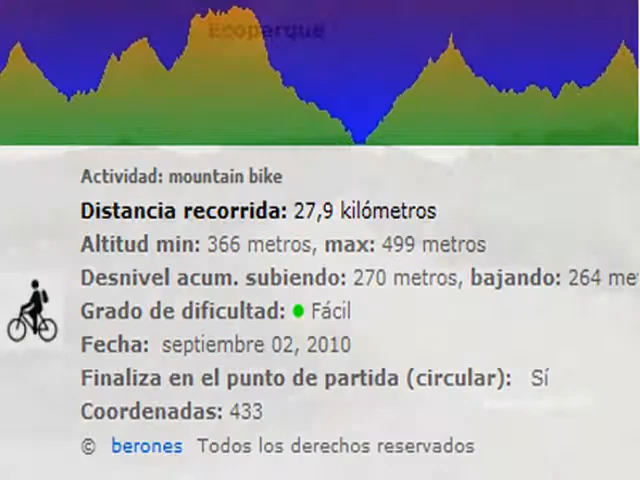 Ecoparque
Actividad: mountain bike
Distancia recorrida: 27,9 kilómetros
Altitud min: 366 metros, max: 499 metros
Desnivel acum. subiendo: 270 metros, bajando: 264 me
Grado de dificultad: Fácil
Fecha: septiembre 02, 2010
Finaliza en el punto de partida (circular): Sí
Coordenadas: 433
© berones Todos los derechos reservados